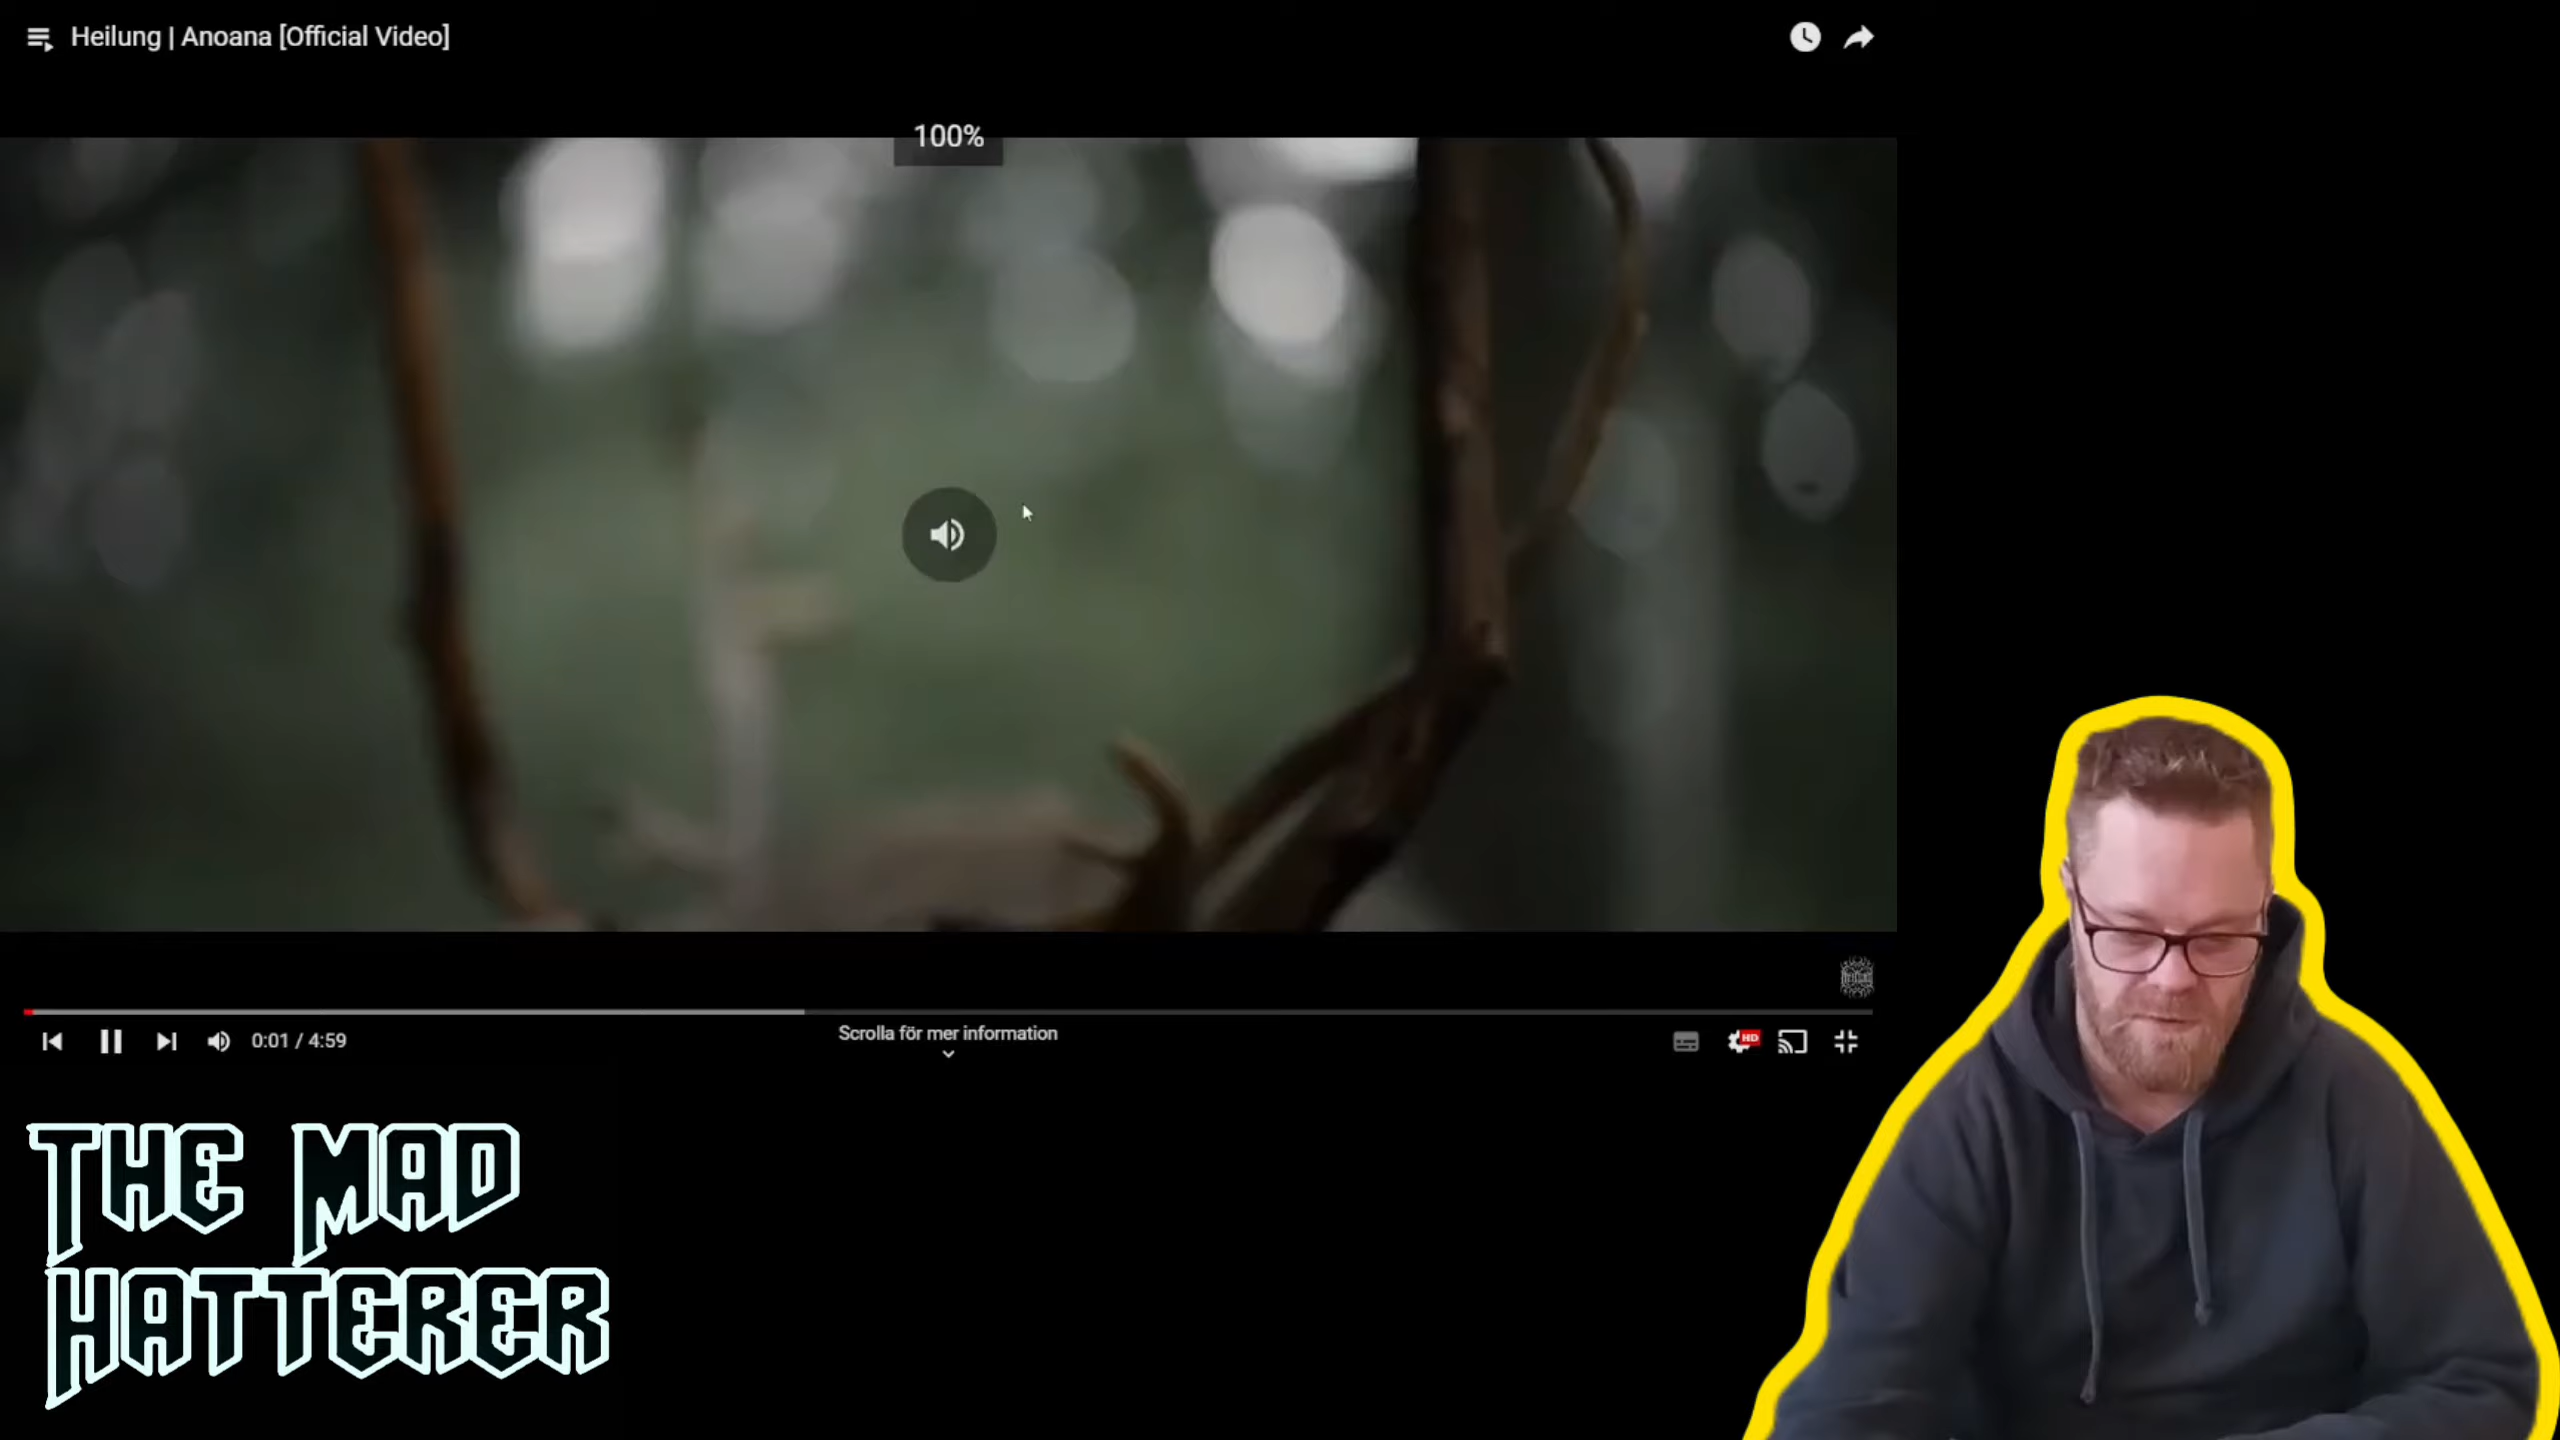 Heilung | Anoana [Official Video]
100%
0:01 / 4:59
Scrolla för mer information
HD
THE MAD
HATTERER